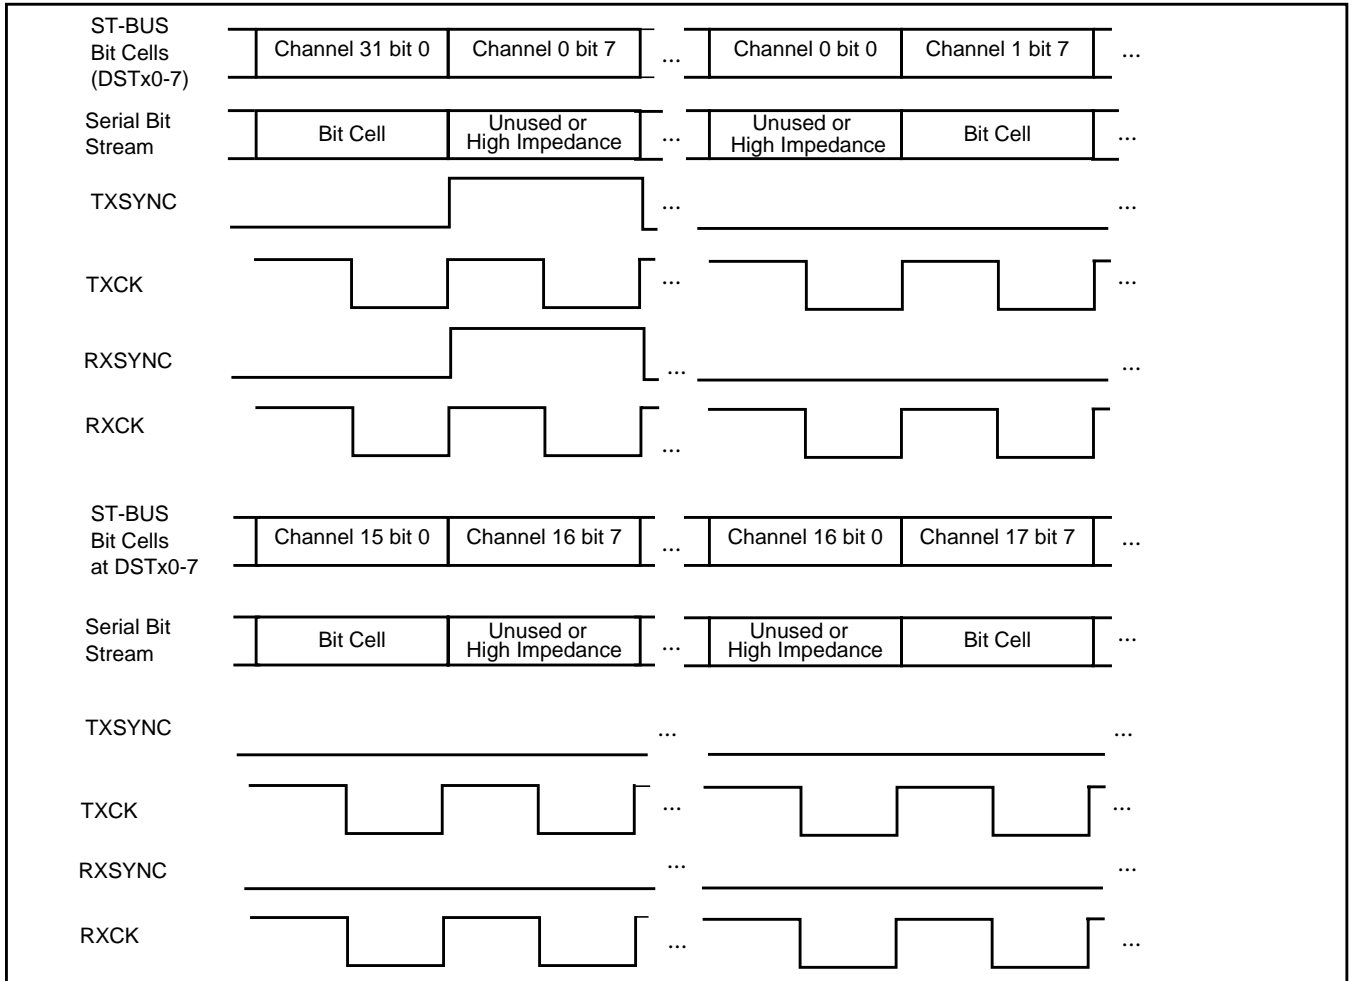 ST-BUS
Bit Cells
(DSTx0-7)
Channel 31 bit 0
Channel 0 bit 7
...
Channel 0 bit 0
Channel 1 bit 7
...
Serial Bit
Stream
Bit Cell
Unused or
High Impedance
...
Unused or
High Impedance
Bit Cell
...
TXSYNC
...
...
TXCK
...
...
RXSYNC
...
...
RXCK
...
...
ST-BUS
Bit Cells
at DSTx0-7
Channel 15 bit 0
Channel 16 bit 7
...
Channel 16 bit 0
Channel 17 bit 7
...
Serial Bit
Stream
Bit Cell
Unused or
High Impedance
...
Unused or
High Impedance
Bit Cell
...
TXSYNC
...
...
TXCK
...
...
RXSYNC
...
...
RXCK
...
...